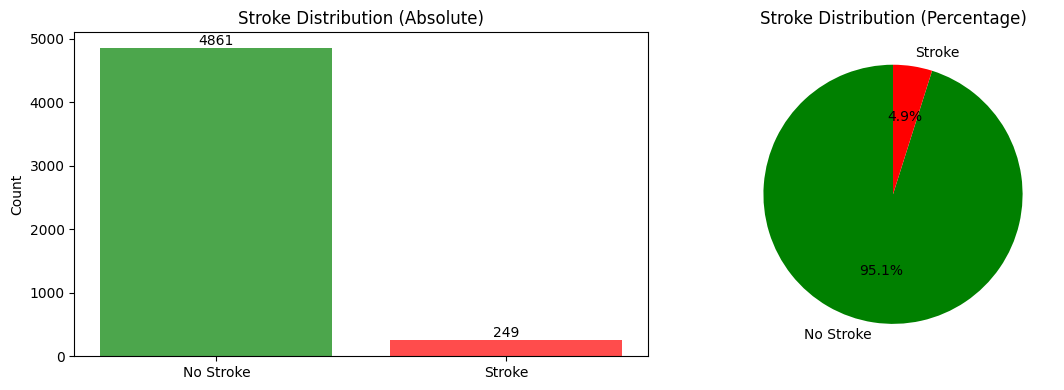 Stroke Distribution (Absolute)
5000
4000
3000
2000
1000
0
Count
4861
249
No Stroke
Stroke
Stroke Distribution (Percentage)
Stroke
4.9%
95.1%
No Stroke